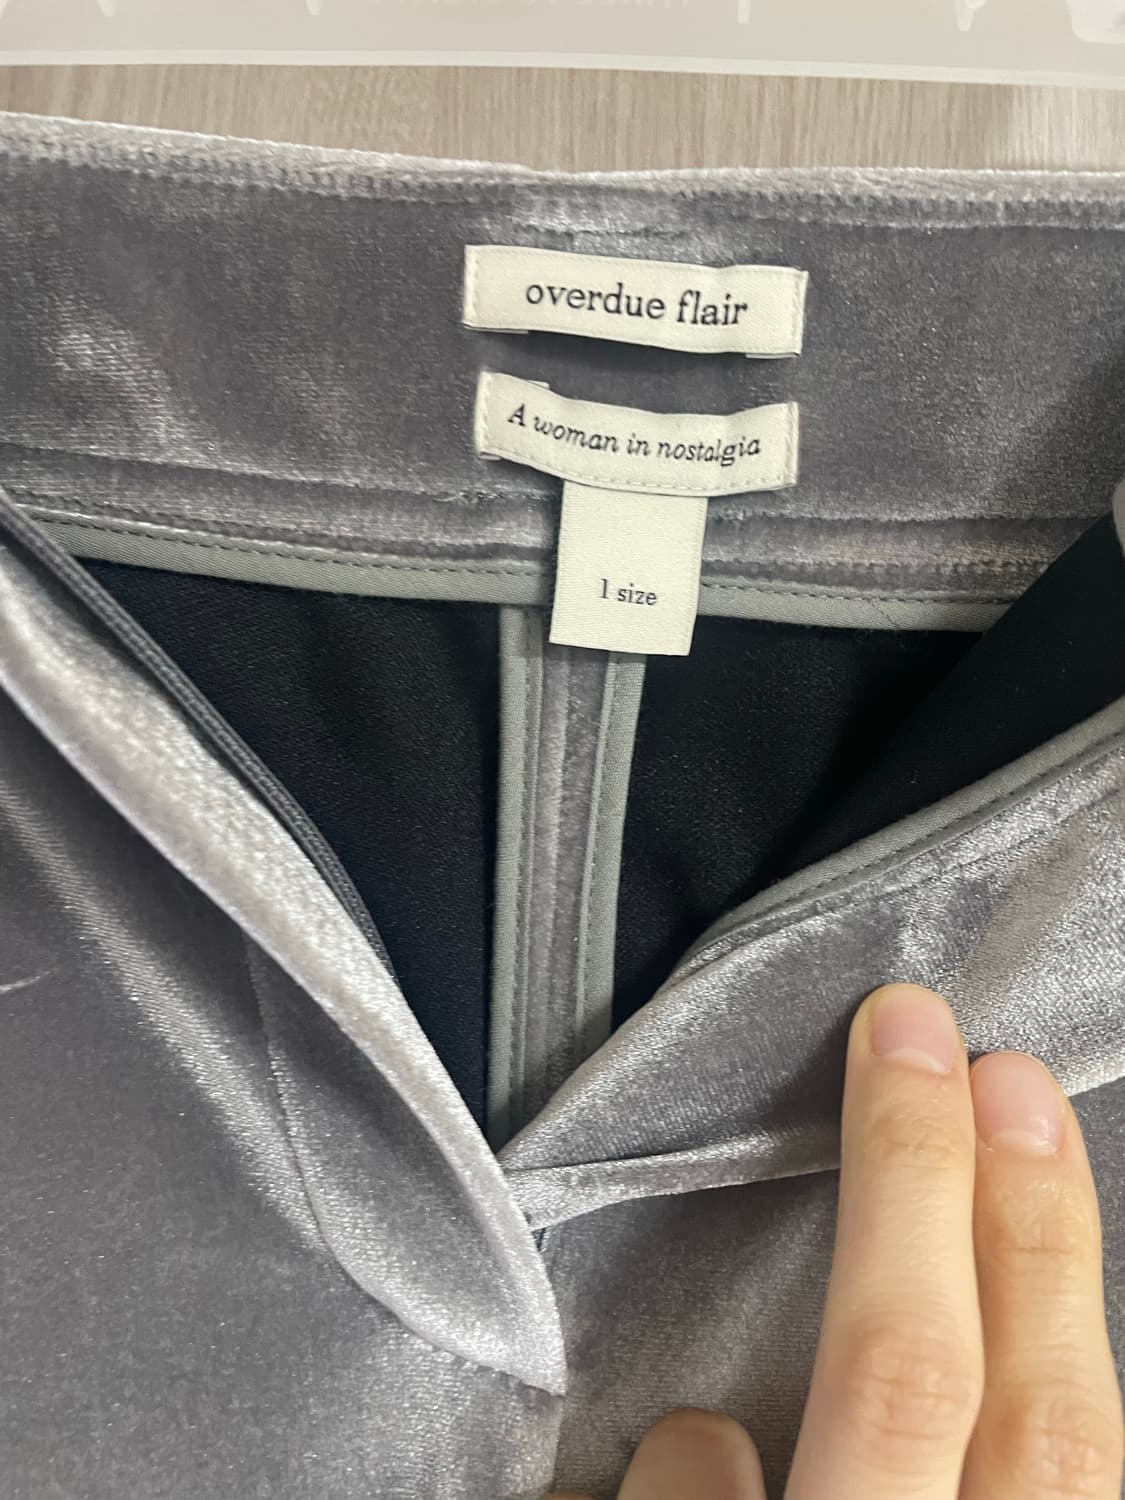 overdue flair
A woman in nostalgia
1 size